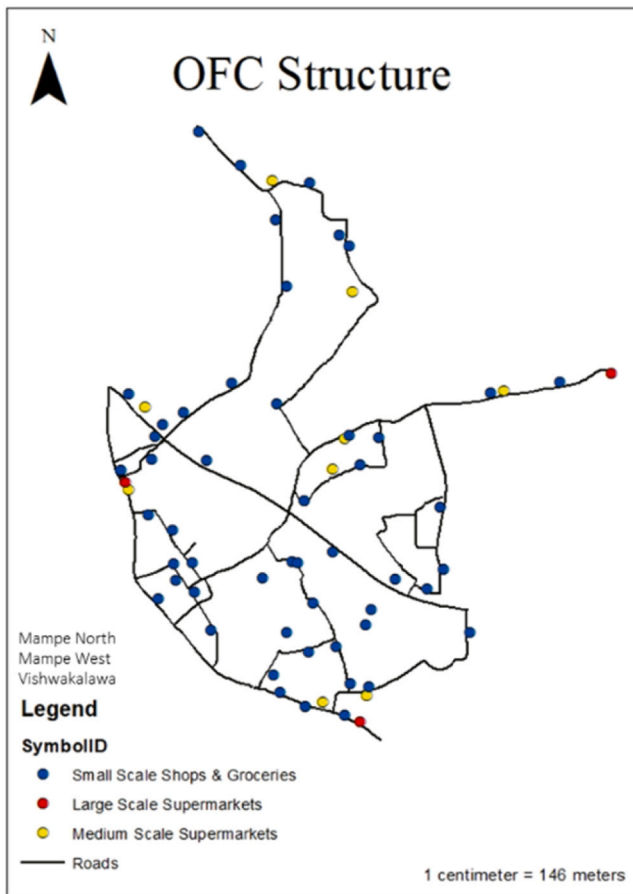 N
OFC Structure
Mampe North
Mampe West
Vishwakalawa
Legend
SymbolID
Small Scale Shops & Groceries
Large Scale Supermarkets
Medium Scale Supermarkets
Roads
1 centimeter = 146 meters